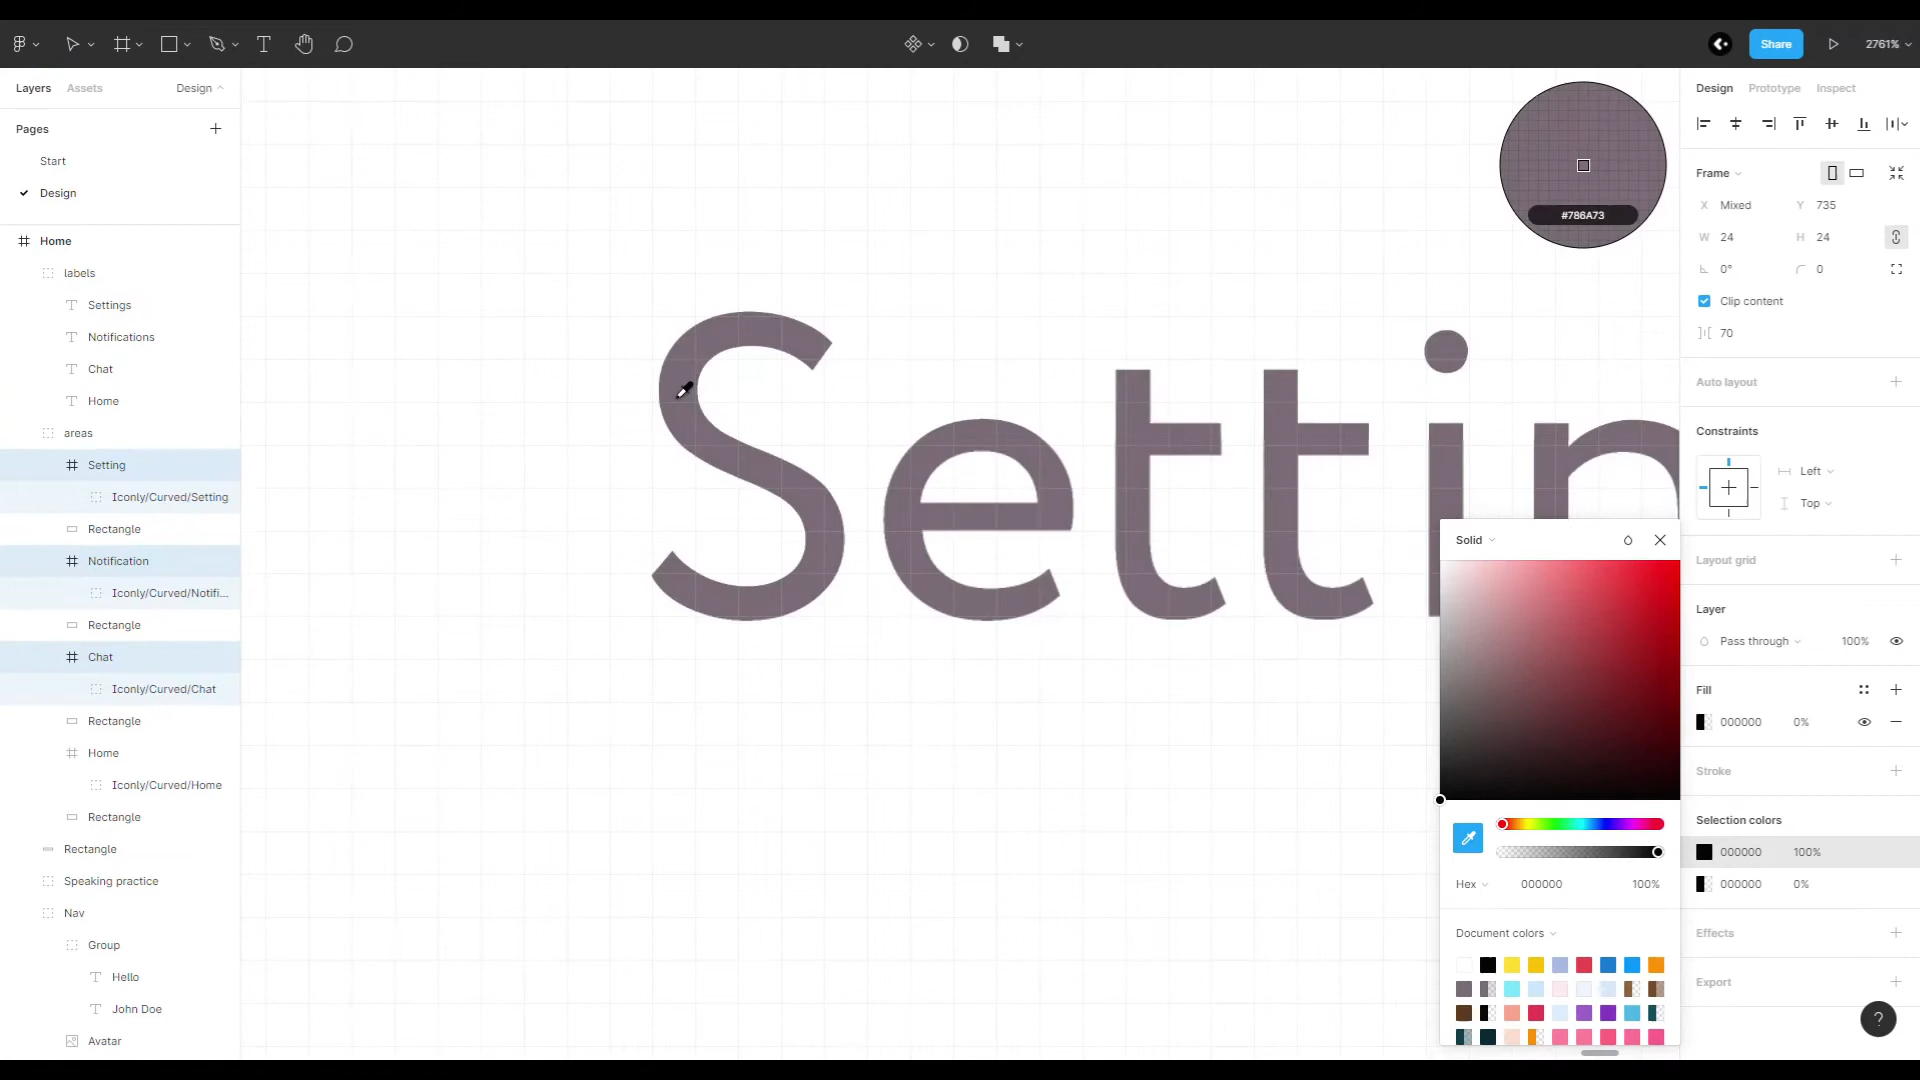 Share
2761%
Layers
Assets
Design
Pages
Start
Design
Home
labels
Settings
Notifications
Chat
Home
areas
Setting
Iconly/Curved/Setting
Rectangle
Notification
Iconly/Curved/Notifi...
Rectangle
Chat
Iconly/Curved/Chat
Rectangle
Home
Iconly/Curved/Home
Rectangle
Rectangle
Speaking practice
Nav
Group
Hello
John Doe
Avatar
#786A73
Settin
Solid
Hex
000000
100%
Document colors
Design
Prototype
Inspect
Frame
X Mixed
Y 735
W 24
H 24
0°
0
Clip content
70
Auto layout
Constraints
Left
Top
Layout grid
Layer
Pass through
100%
Fill
000000
0%
Stroke
Selection colors
000000
100%
000000
0%
Effects
Export
?